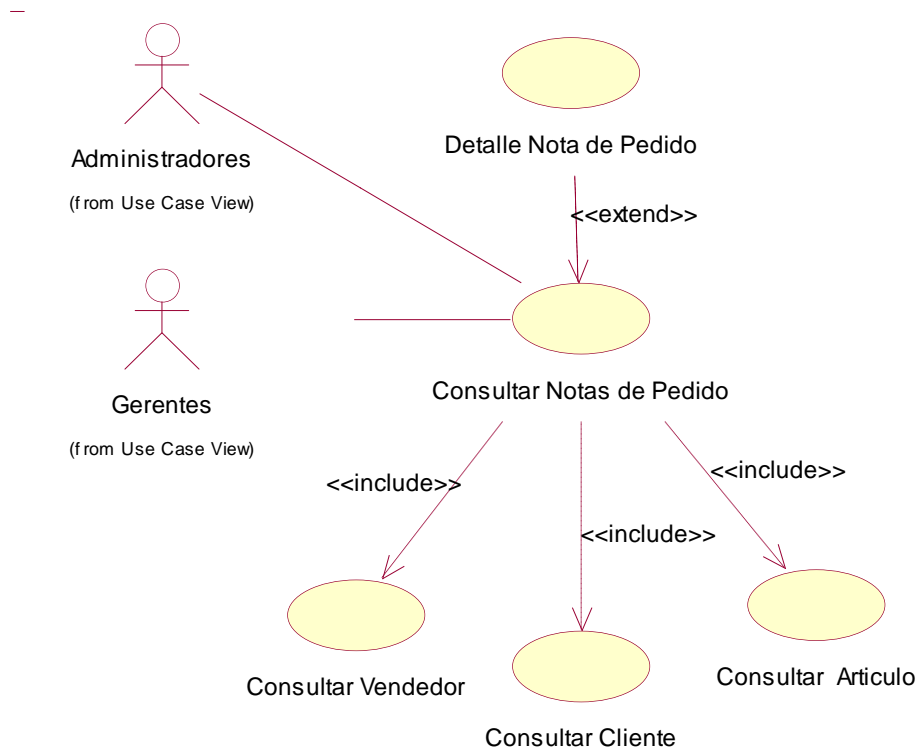 Administradores
(from Use Case View)
Detalle Nota de Pedido
<<extend>>
Gerentes
(from Use Case View)
Consultar Notas de Pedido
<<include>>
<<include>>
<<include>>
Consultar Vendedor
Consultar Cliente
Consultar Articulo